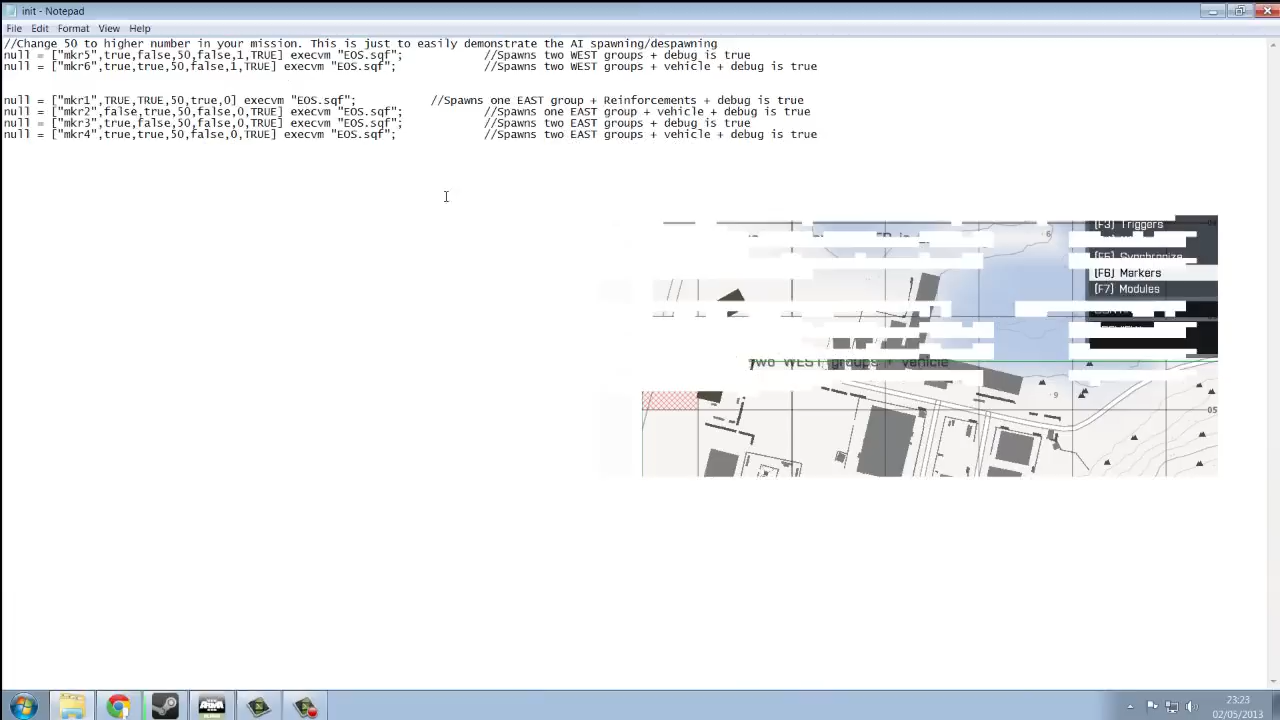 init - Notepad
File Edit Format View Help
//Change 50 to higher number in your mission. This is just to easily demonstrate the AI spawning/despawning
null = ["mkr5",true,false,50,false,1,TRUE] execvm "EOS.sqf"; //Spawns two WEST groups + debug is true
null = ["mkr6",true,true,50,false,1,TRUE] execvm "EOS.sqf"; //Spawns two WEST groups + vehicle + debug is true
null = ["mkr1",TRUE,TRUE,50,true,0] execvm "EOS.sqf"; //Spawns one EAST group + Reinforcements + debug is true
null = ["mkr2",false,true,50,false,0,TRUE] execvm "EOS.sqf"; //Spawns one EAST group + vehicle + debug is true
null = ["mkr3",true,false,50,false,0,TRUE] execvm "EOS.sqf"; //Spawns two EAST groups + debug is true
null = ["mkr4",true,true,50,false,0,TRUE] execvm "EOS.sqf"; //Spawns two EAST groups + vehicle + debug is true
[F3] Triggers
6
[F5] Synchronize
[F6] Markers
[F7] Modules
two WEST groups + vehicle
9
05
ARMA
23:23
02/05/2013